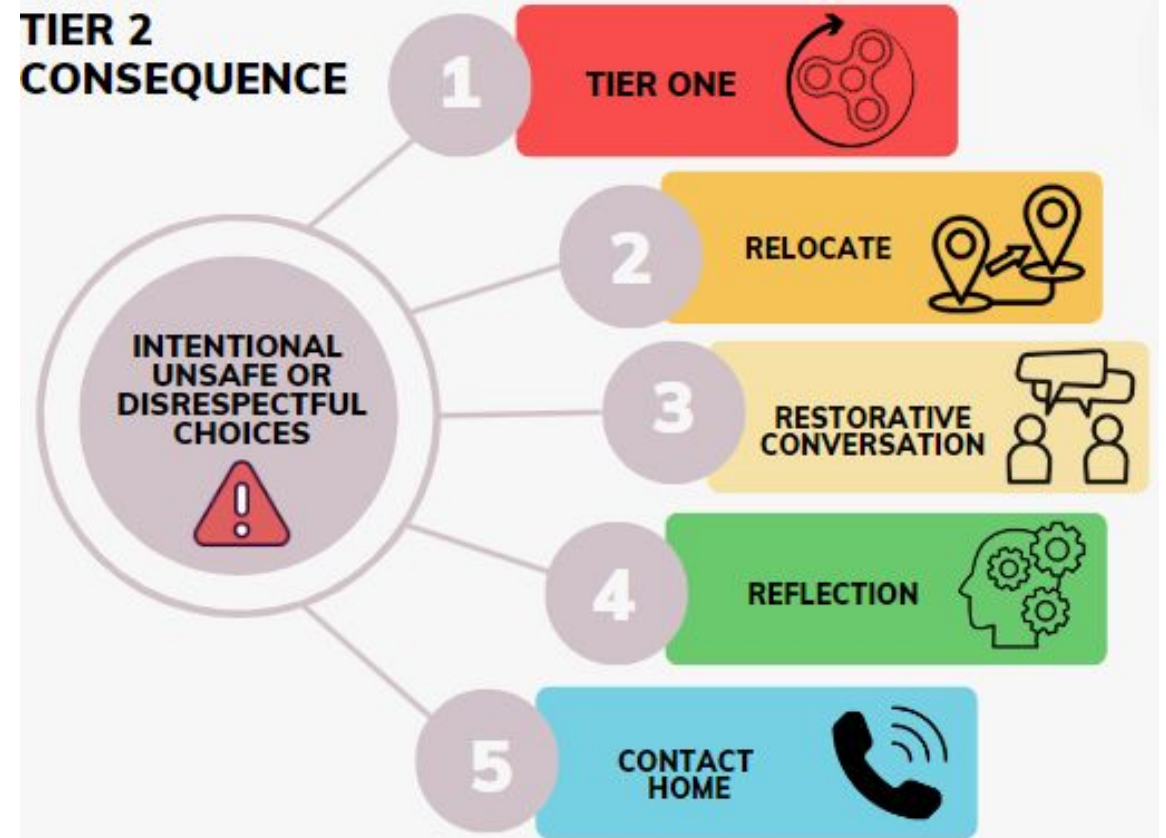 TIER 2
CONSEQUENCE
1
TIER ONE
2
RELOCATE
INTENTIONAL
UNSAFE OR
DISRESPECTFUL
CHOICES
3
RESTORATIVE
CONVERSATION
4
REFLECTION
5
CONTACT
HOME